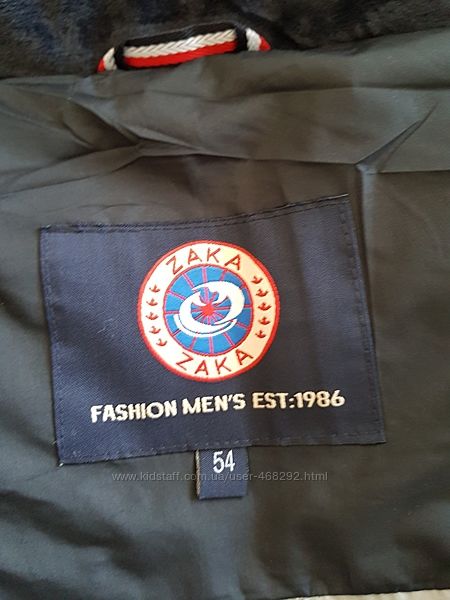 ZAKA
ZAKA
FASHION MEN'S EST:1986
54
www.kidstaff.com.ua/user-468292.html